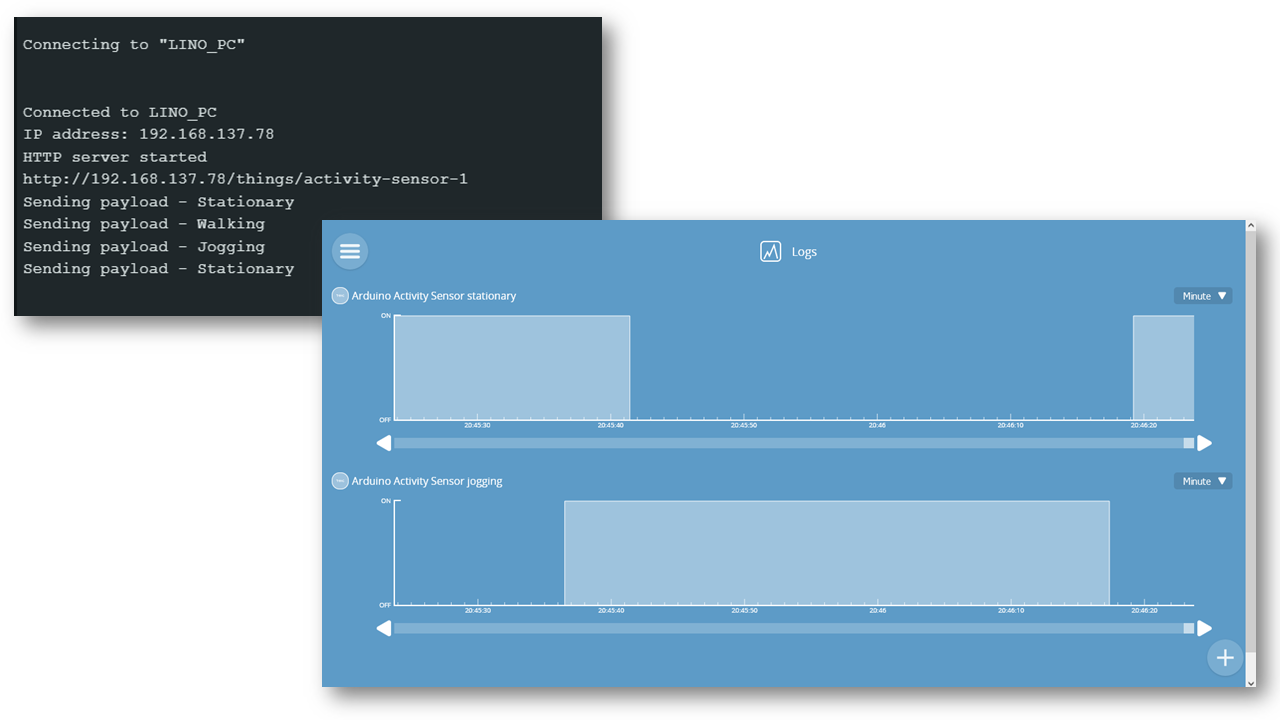 Connecting to "LINO_PC"
Connected to LINO_PC
IP address: 192.168.137.78
HTTP server started
http://192.168.137.78/things/activity-sensor-1
Sending payload - Stationary
Sending payload - Walking
Sending payload - Jogging
Sending payload - Stationary
Logs
Arduino Activity Sensor stationary
Minute ▼
ON
OFF
20:45:30 20:45:40 20:45:50 20:46 20:46:10 20:46:20
Arduino Activity Sensor jogging
Minute ▼
ON
OFF
20:45:30 20:45:40 20:45:50 20:46 20:46:10 20:46:20